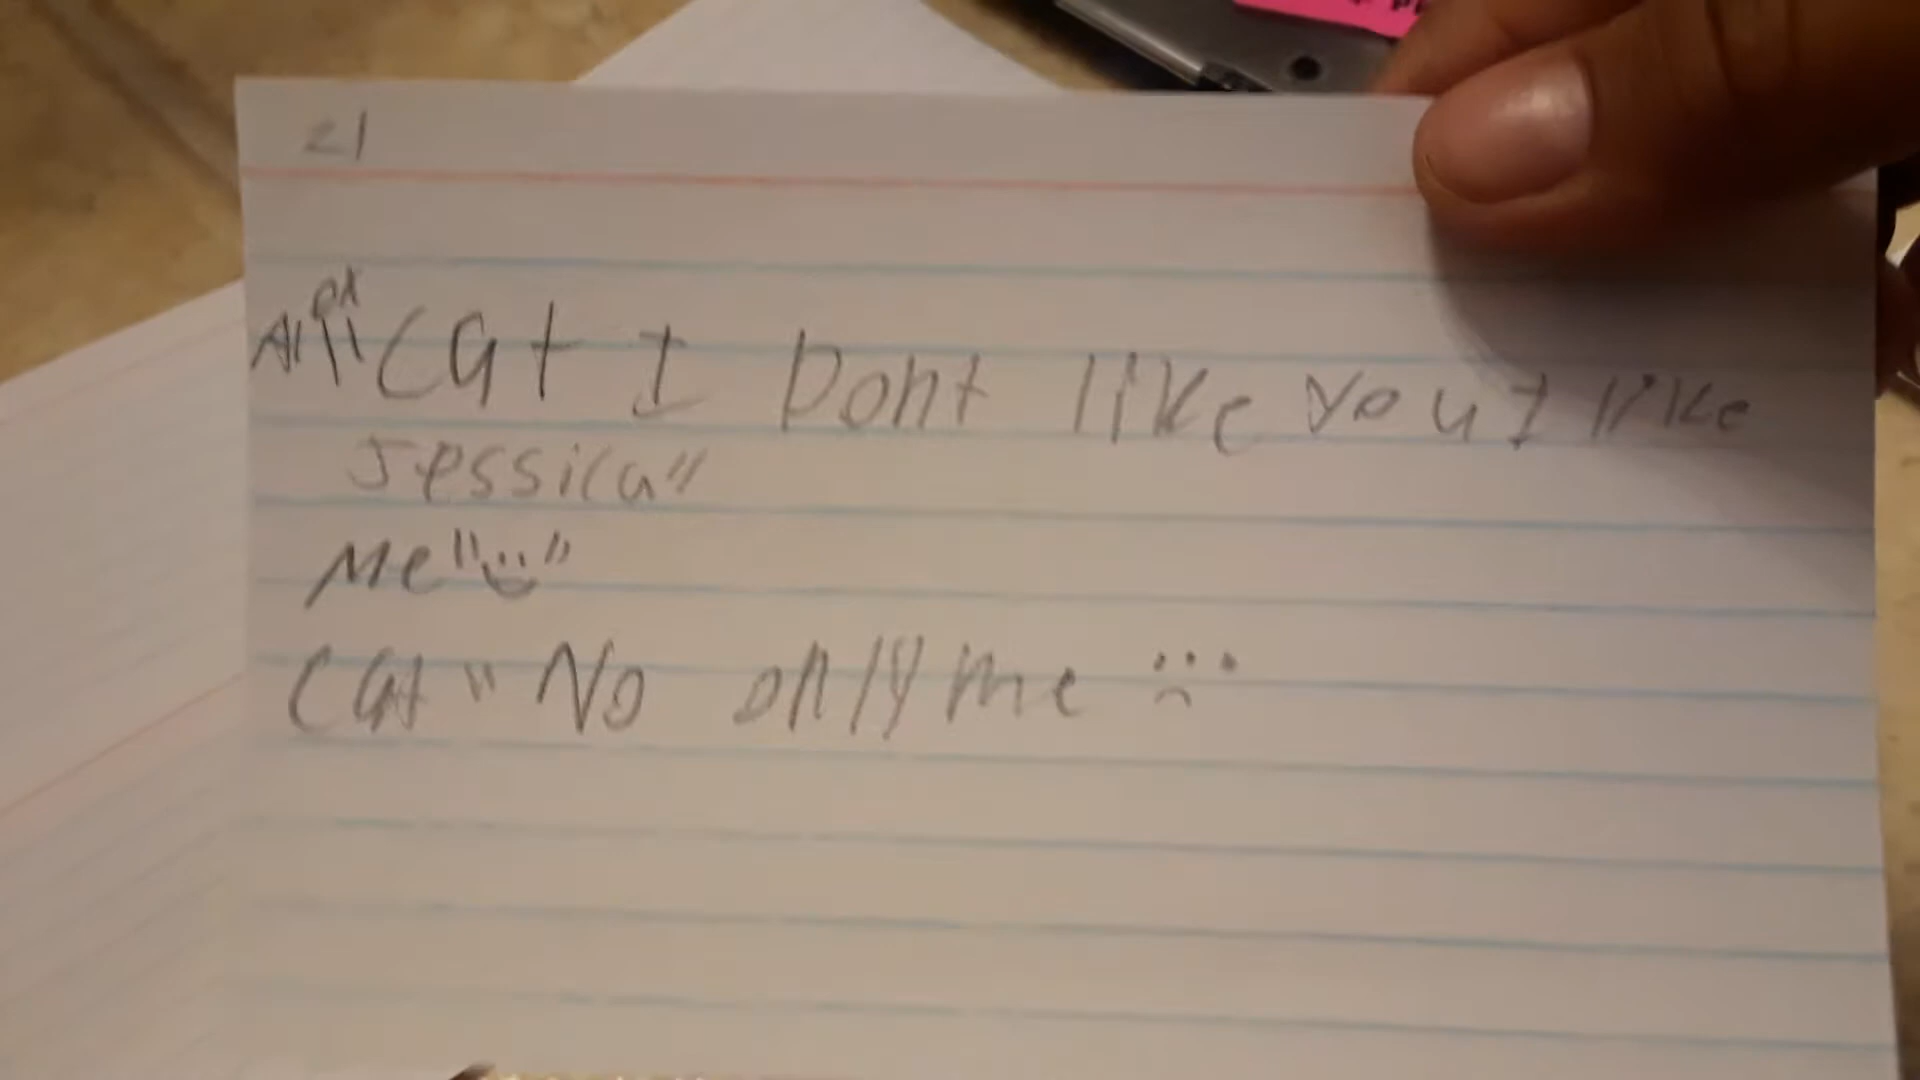 21
Cat I Dont like you I like
Jessica"
Me"
Cat "No only me